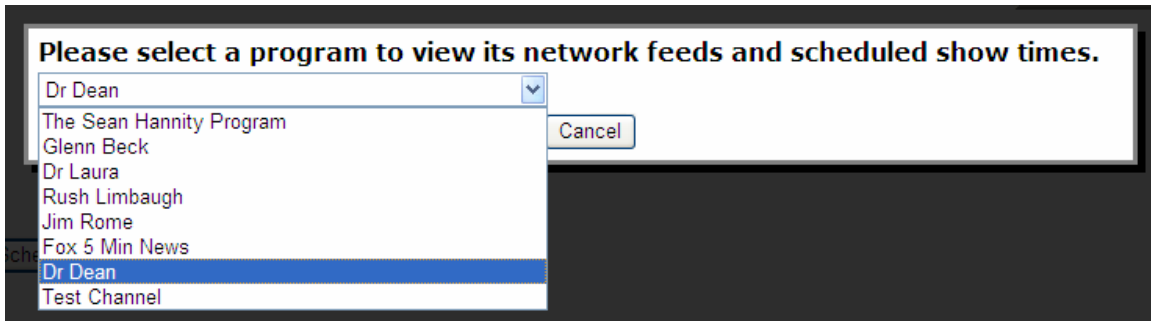 Please select a program to view its network feeds and scheduled show times.
Dr Dean
The Sean Hannity Program
Glenn Beck
Cancel
Dr Laura
Rush Limbaugh
Jim Rome
Fox 5 Min News
Dr Dean
Test Channel